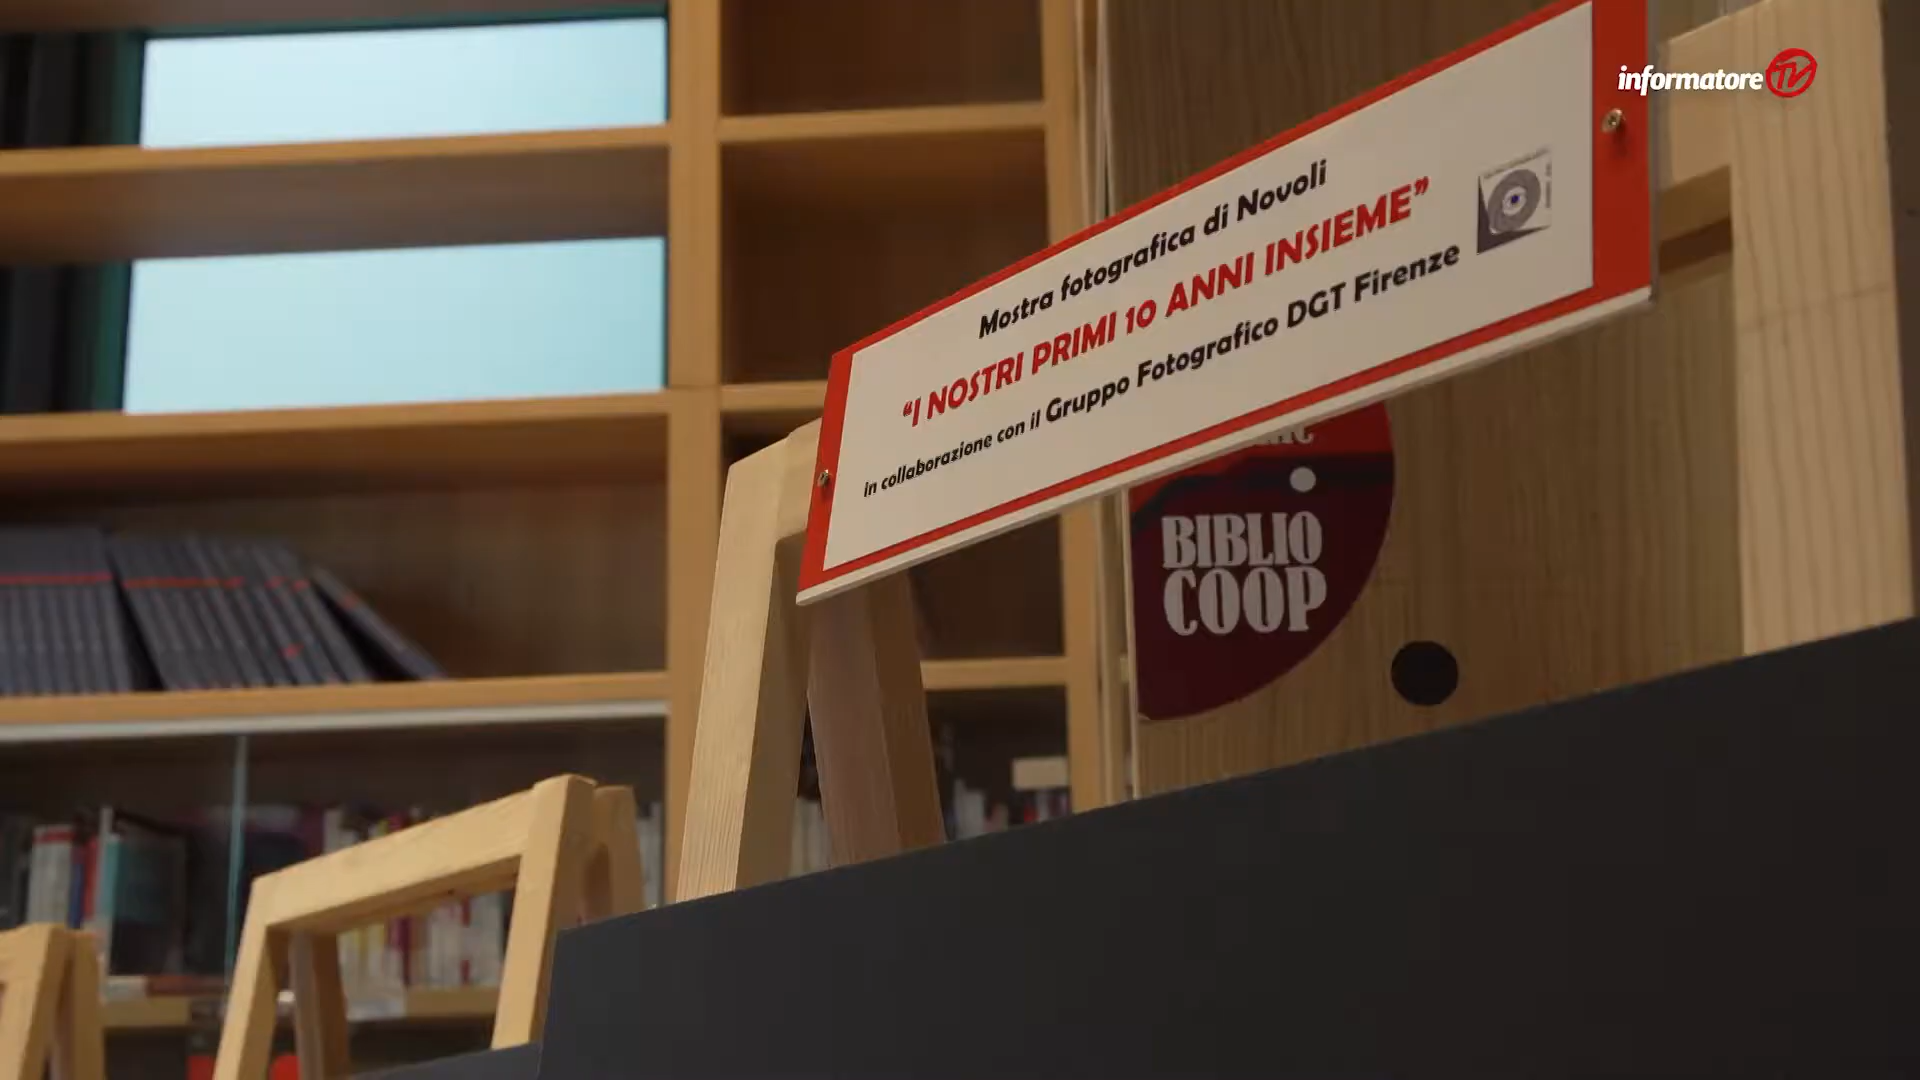 informatore TV
Mostra fotografica di Novoli
“I NOSTRI PRIMI 10 ANNI INSIEME”
in collaborazione con il Gruppo Fotografico DGT Firenze
BIBLIO
COOP